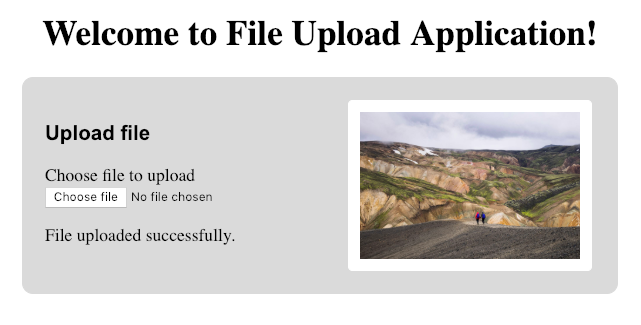 Welcome to File Upload Application!
Upload file
Choose file to upload
Choose file No file chosen
File uploaded successfully.